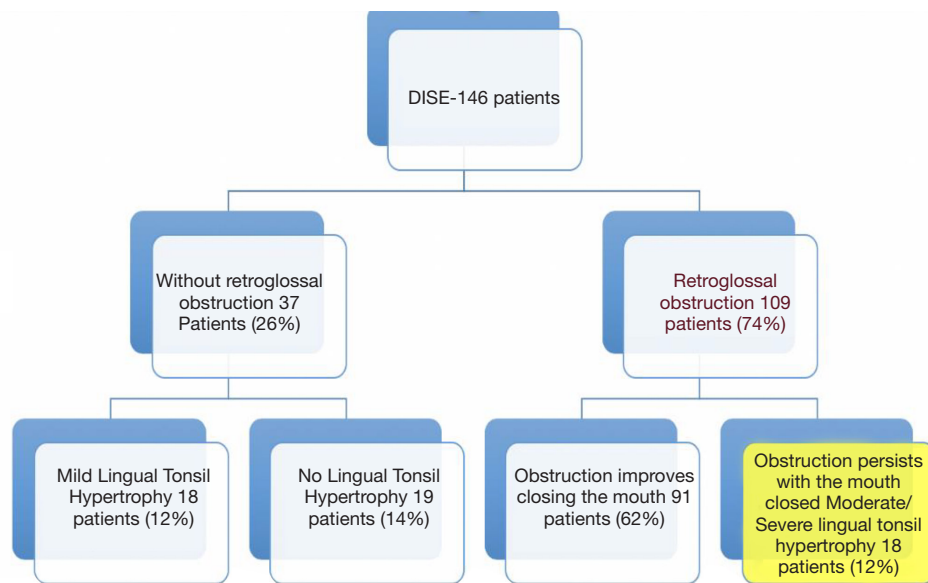 DISE-146 patients
Without retroglossal
obstruction 37
Patients (26%)
Retroglossal
obstruction 109
patients (74%)
Mild Lingual Tonsil
Hypertrophy 18
patients (12%)
No Lingual Tonsil
Hypertrophy 19
patients (14%)
Obstruction improves
closing the mouth 91
patients (62%)
Obstruction persists
with the mouth
closed Moderate/
Severe lingual tonsil
hypertrophy 18
patients (12%)